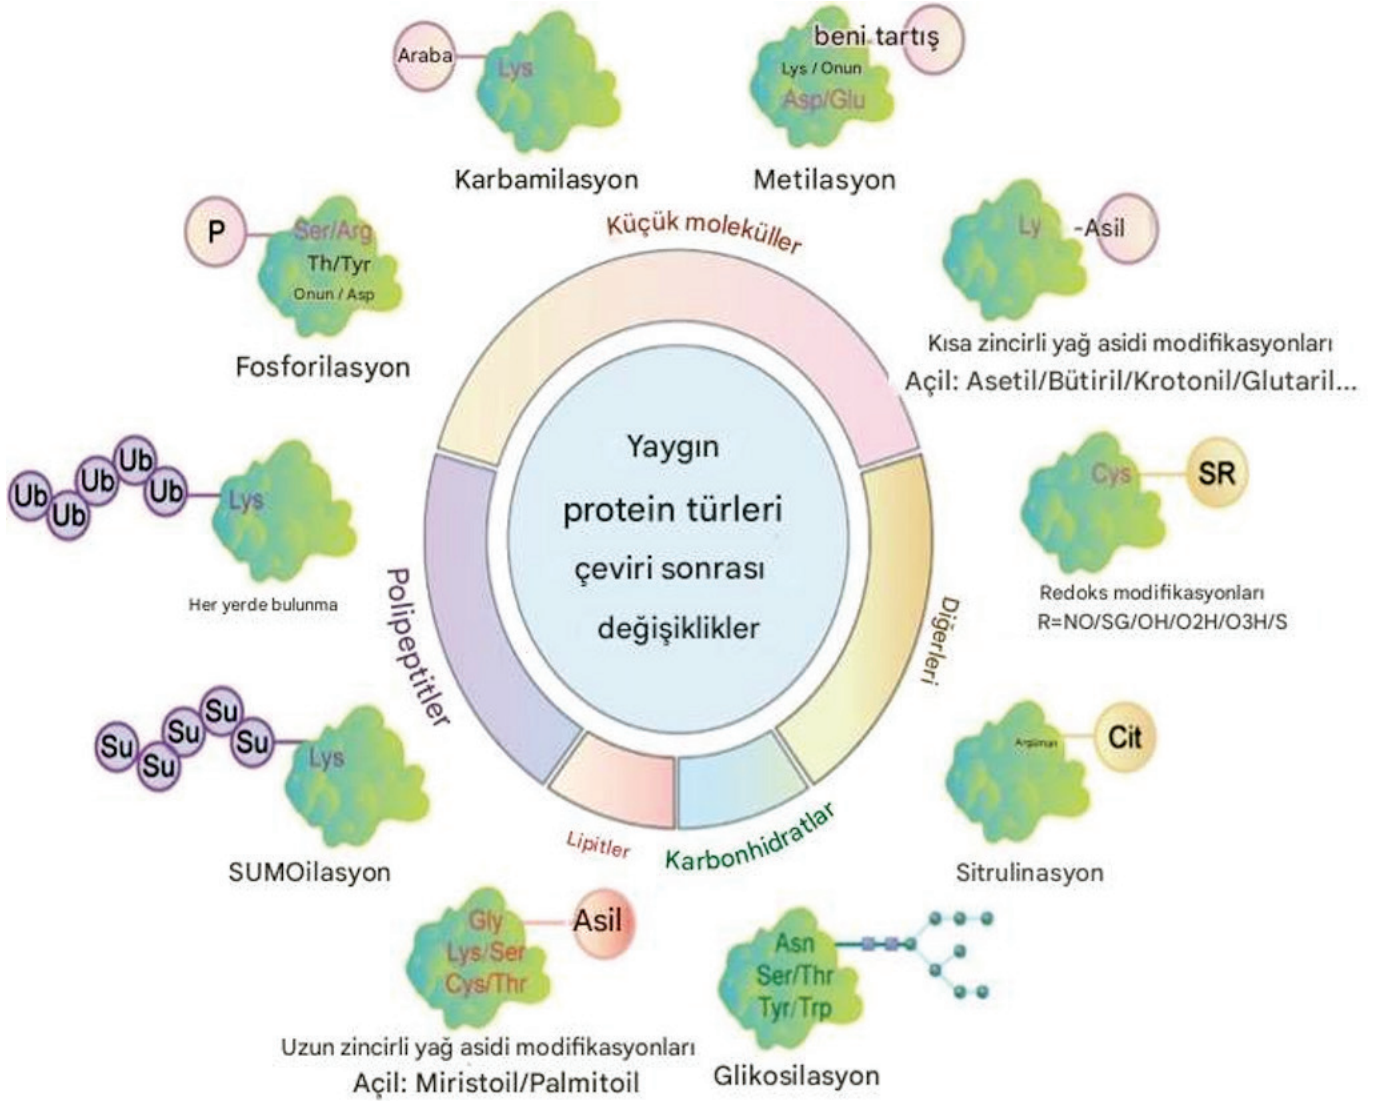 Araba
Lys
Karbamilasyon
beni tartış
Lys / Onun
Asp/Glu
Metilasyon
Küçük moleküller
P
Ser/Arg
Th/Tyr
Onun / Asp
Fosforilasyon
Ly
-Asil
Kısa zincirli yağ asidi modifikasyonları
Açil: Asetil/Bütiril/Krotonil/Glutaril...
Yaygın
protein türleri
çeviri sonrası
değişiklikler
Ub
Ub
Ub
Ub
Ub
Lys
Her yerde bulunma
Cys
SR
Redoks modifikasyonları
R=NO/SG/OH/O2H/O3H/S
Polipeptitler
Diğerleri
Su
Su
Su
Su
Su
Lys
SUMOilasyon
Cit
Sitrulinasyon
Lipitler
Karbonhidratlar
Gly
Lys/Ser
Cys/Thr
Asil
Uzun zincirli yağ asidi modifikasyonları
Açil: Miristoil/Palmitoil
Asn
Ser/Thr
Tyr/Trp
Glikosilasyon